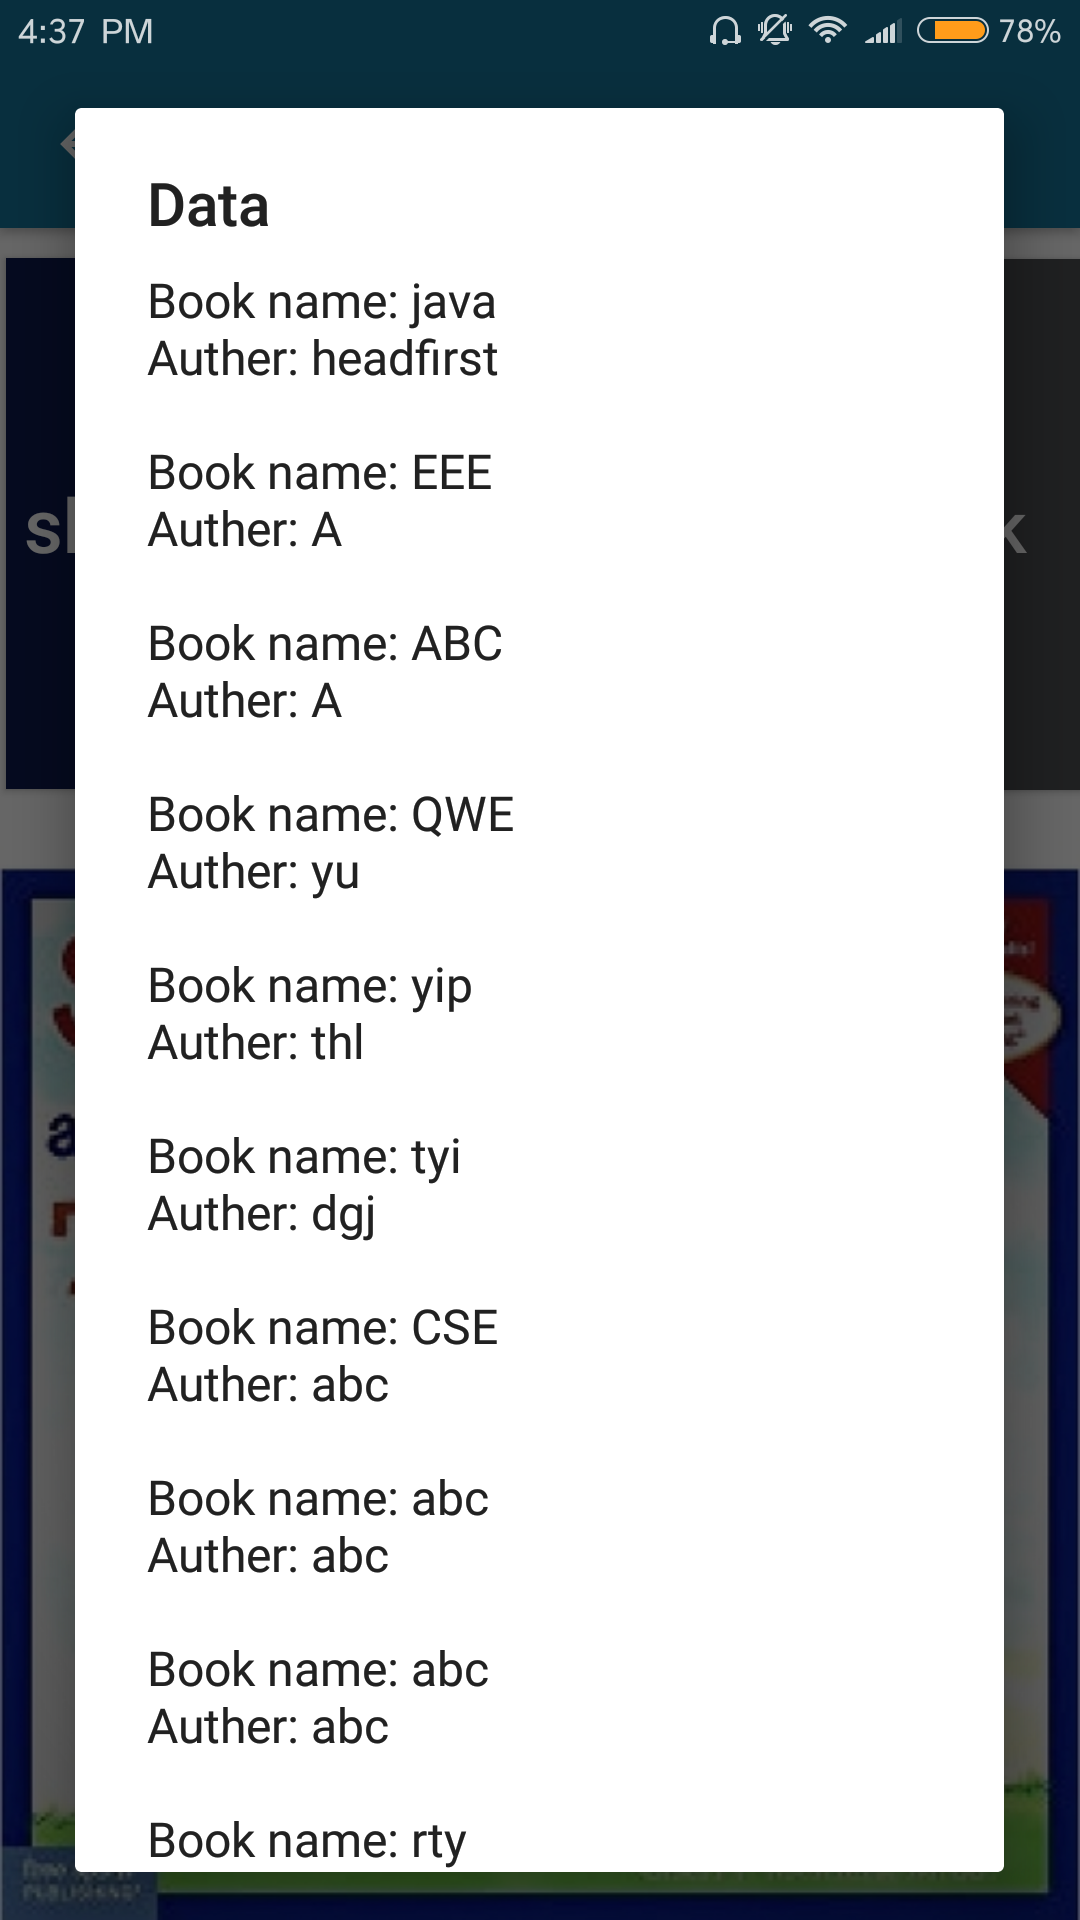 4:37 PM 78%
Data
Book name: java
Auther: headfirst
Book name: EEE
Auther: A
Book name: ABC
Auther: A
Book name: QWE
Auther: yu
Book name: yip
Auther: thl
Book name: tyi
Auther: dgj
Book name: CSE
Auther: abc
Book name: abc
Auther: abc
Book name: abc
Auther: abc
Book name: rty